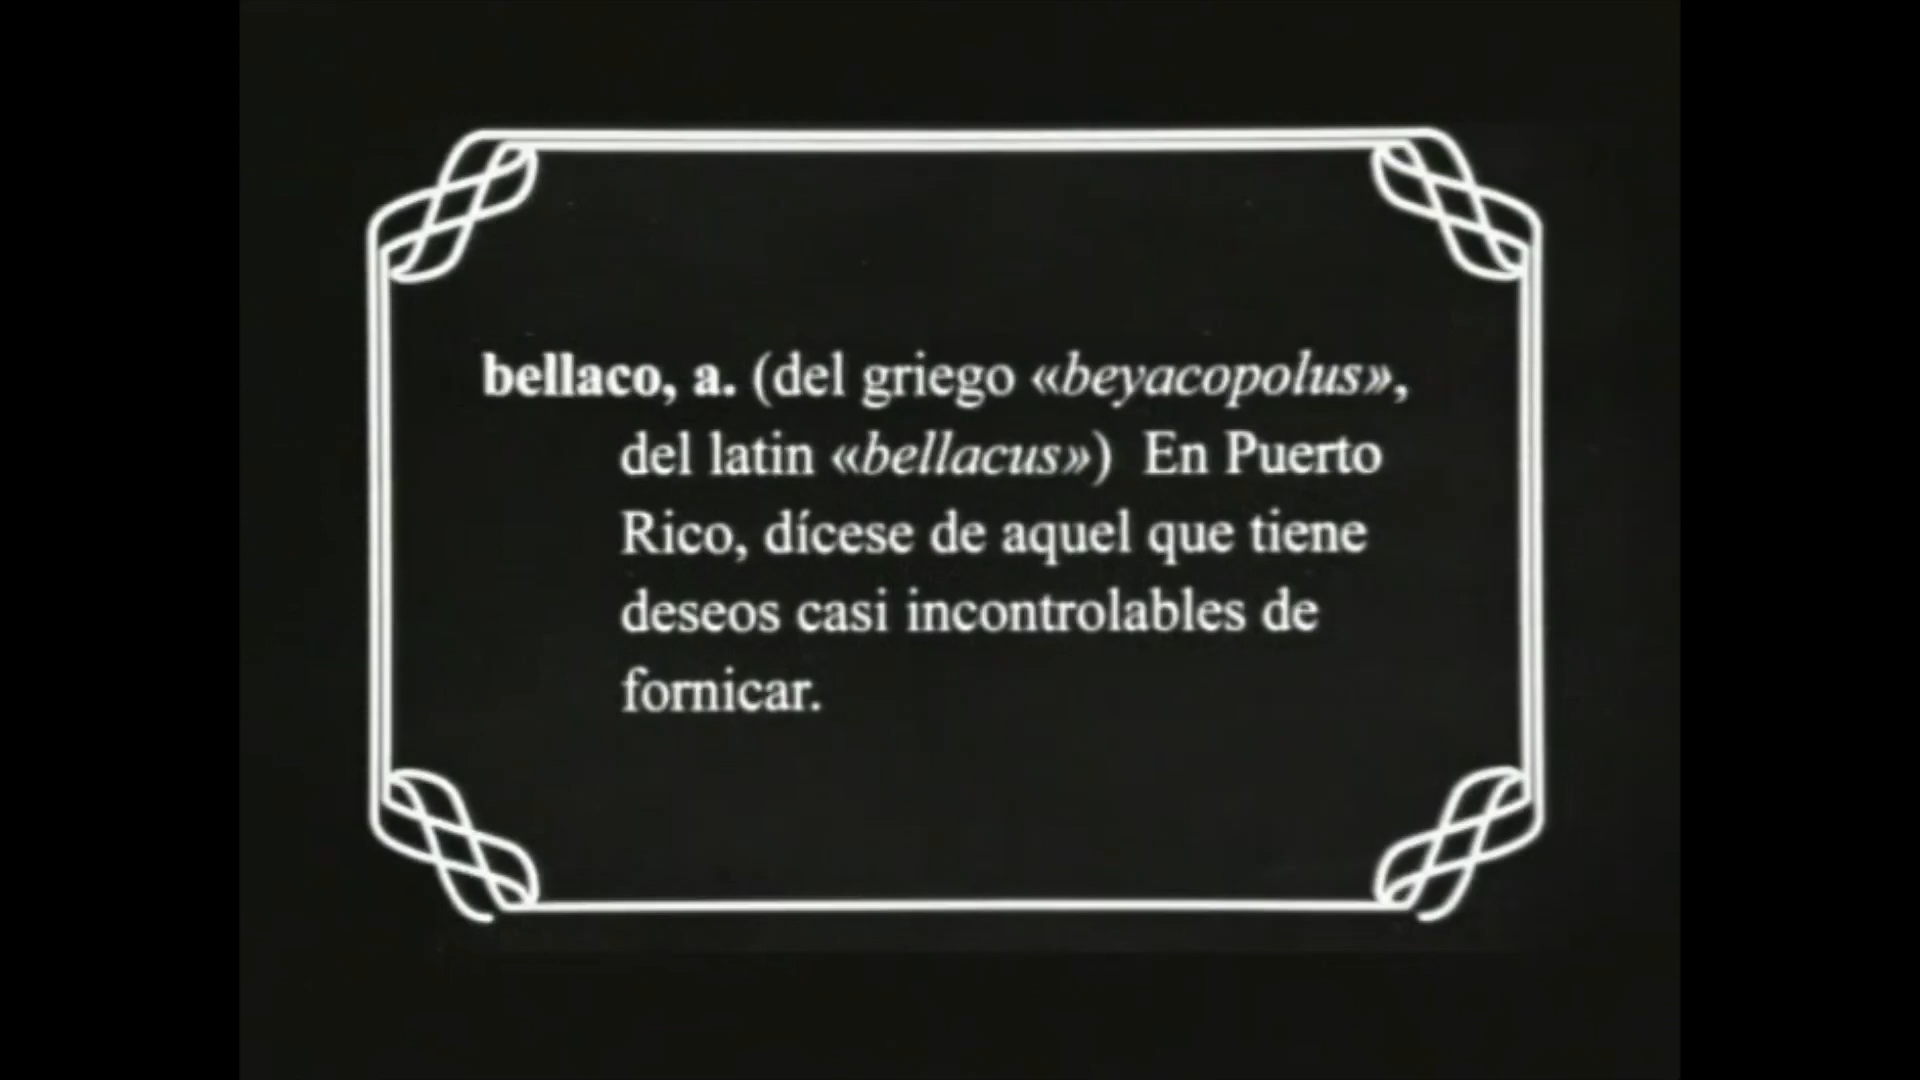 bellaco, a. (del griego «beyacopolus»,
del latin «bellacus») En Puerto
Rico, dícese de aquel que tiene
deseos casi incontrolables de
fornicar.